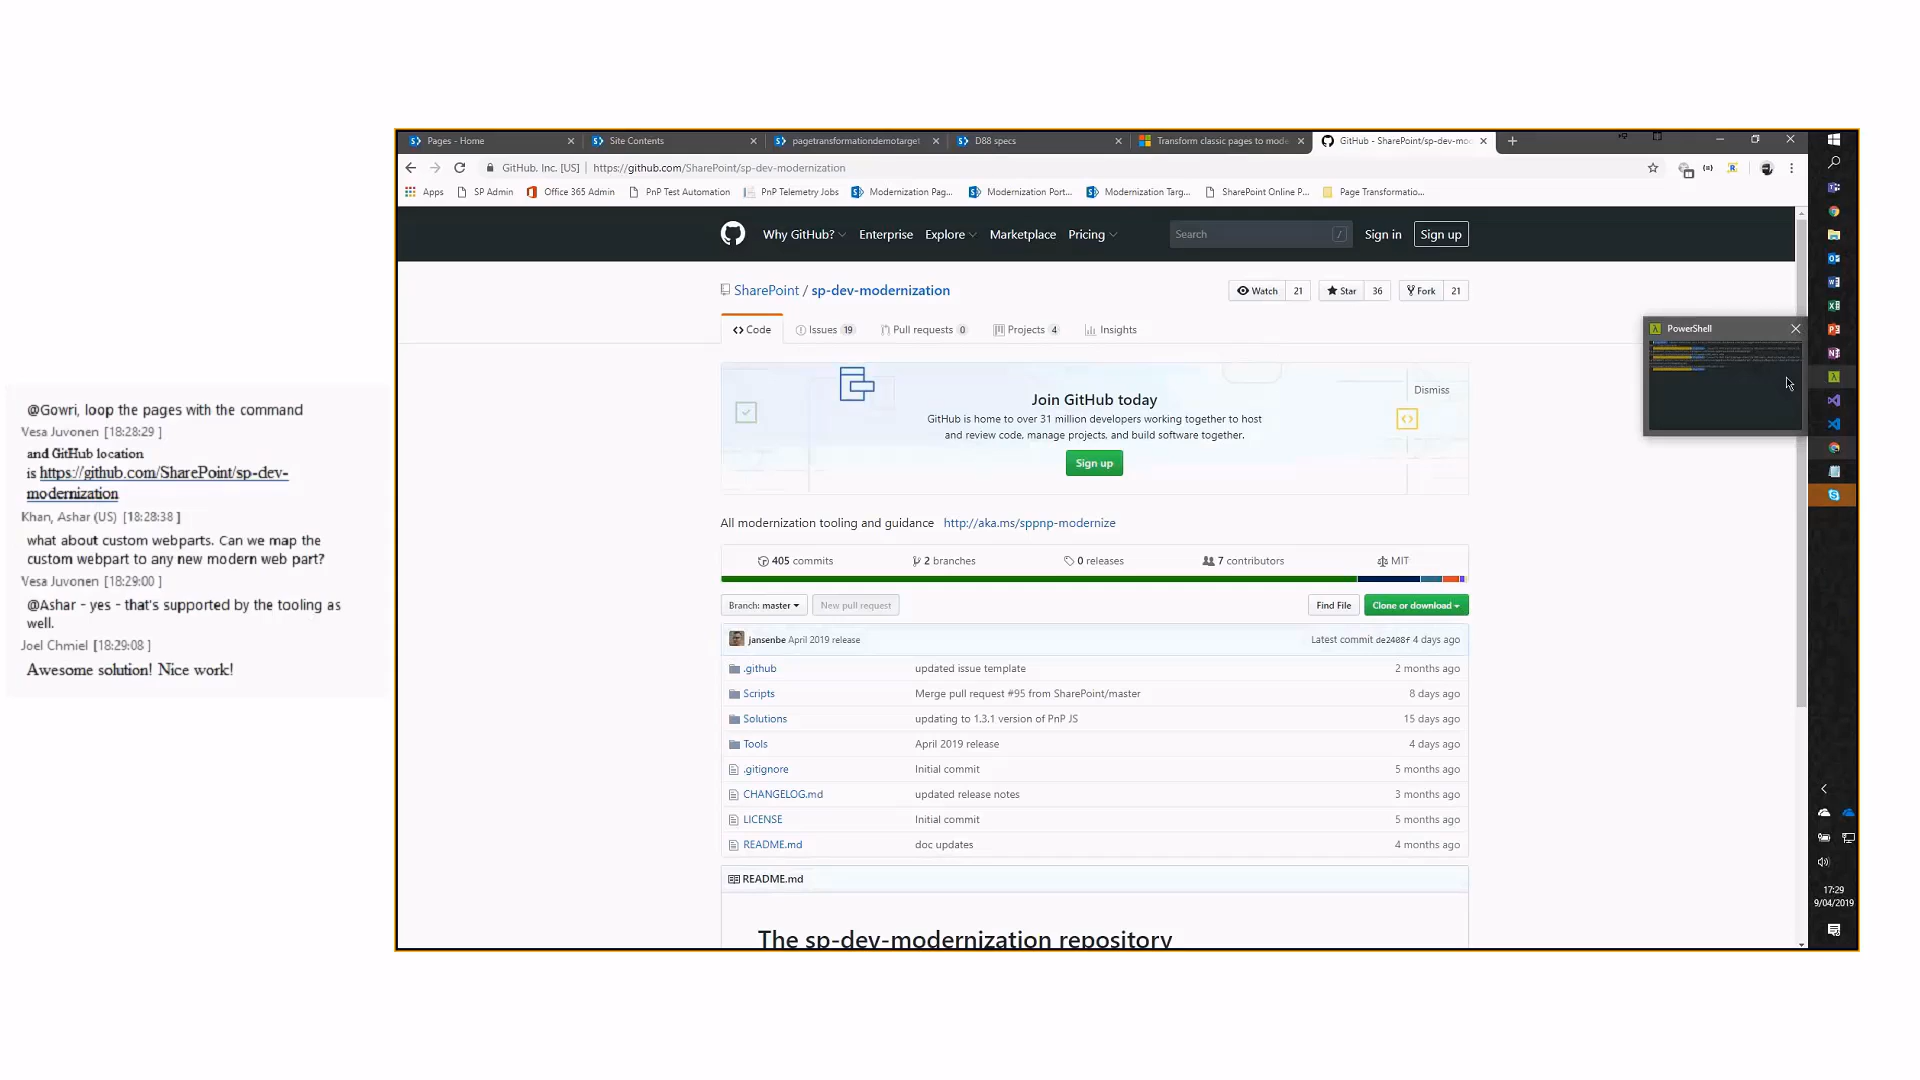 @Gowri, loop the pages with the command
Vesa Juvonen [18:28:29 ]
and GitHub location
is https://github.com/SharePoint/sp-dev-
modernization
Khan, Ashar (US) [18:28:38 ]
what about custom webparts. Can we map the
custom webpart to any new modern web part?
Vesa Juvonen [18:29:00 ]
@Ashar - yes - that's supported by the tooling as
well.
Joel Chmiel [18:29:08 ]
Awesome solution! Nice work!
Pages - Home
Site Contents
pagetransformationdemotarget
D88 specs
Transform classic pages to mode
GitHub - SharePoint/sp-dev-mo
GitHub, Inc. [US] | https://github.com/SharePoint/sp-dev-modernization
Apps SP Admin Office 365 Admin PnP Test Automation PnP Telemetry Jobs Modernization Pag... Modernization Port... Modernization Targ... SharePoint Online P... Page Transformatio...
Why GitHub? Enterprise Explore Marketplace Pricing Search / Sign in Sign up
SharePoint / sp-dev-modernization
Watch 21 Star 36 Fork 21
Code Issues 19 Pull requests 0 Projects 4 Insights
PowerShell
Join GitHub today
Dismiss
GitHub is home to over 31 million developers working together to host
and review code, manage projects, and build software together.
Sign up
All modernization tooling and guidance http://aka.ms/sppnp-modernize
405 commits 2 branches 0 releases 7 contributors MIT
Branch: master New pull request Find File Clone or download
jansenbe April 2019 release Latest commit de2408f 4 days ago
.github updated issue template 2 months ago
Scripts Merge pull request #95 from SharePoint/master 8 days ago
Solutions updating to 1.3.1 version of PnP JS 15 days ago
Tools April 2019 release 4 days ago
.gitignore Initial commit 5 months ago
CHANGELOG.md updated release notes 3 months ago
LICENSE Initial commit 5 months ago
README.md doc updates 4 months ago
README.md
The sp-dev-modernization repository
17:29
9/04/2019